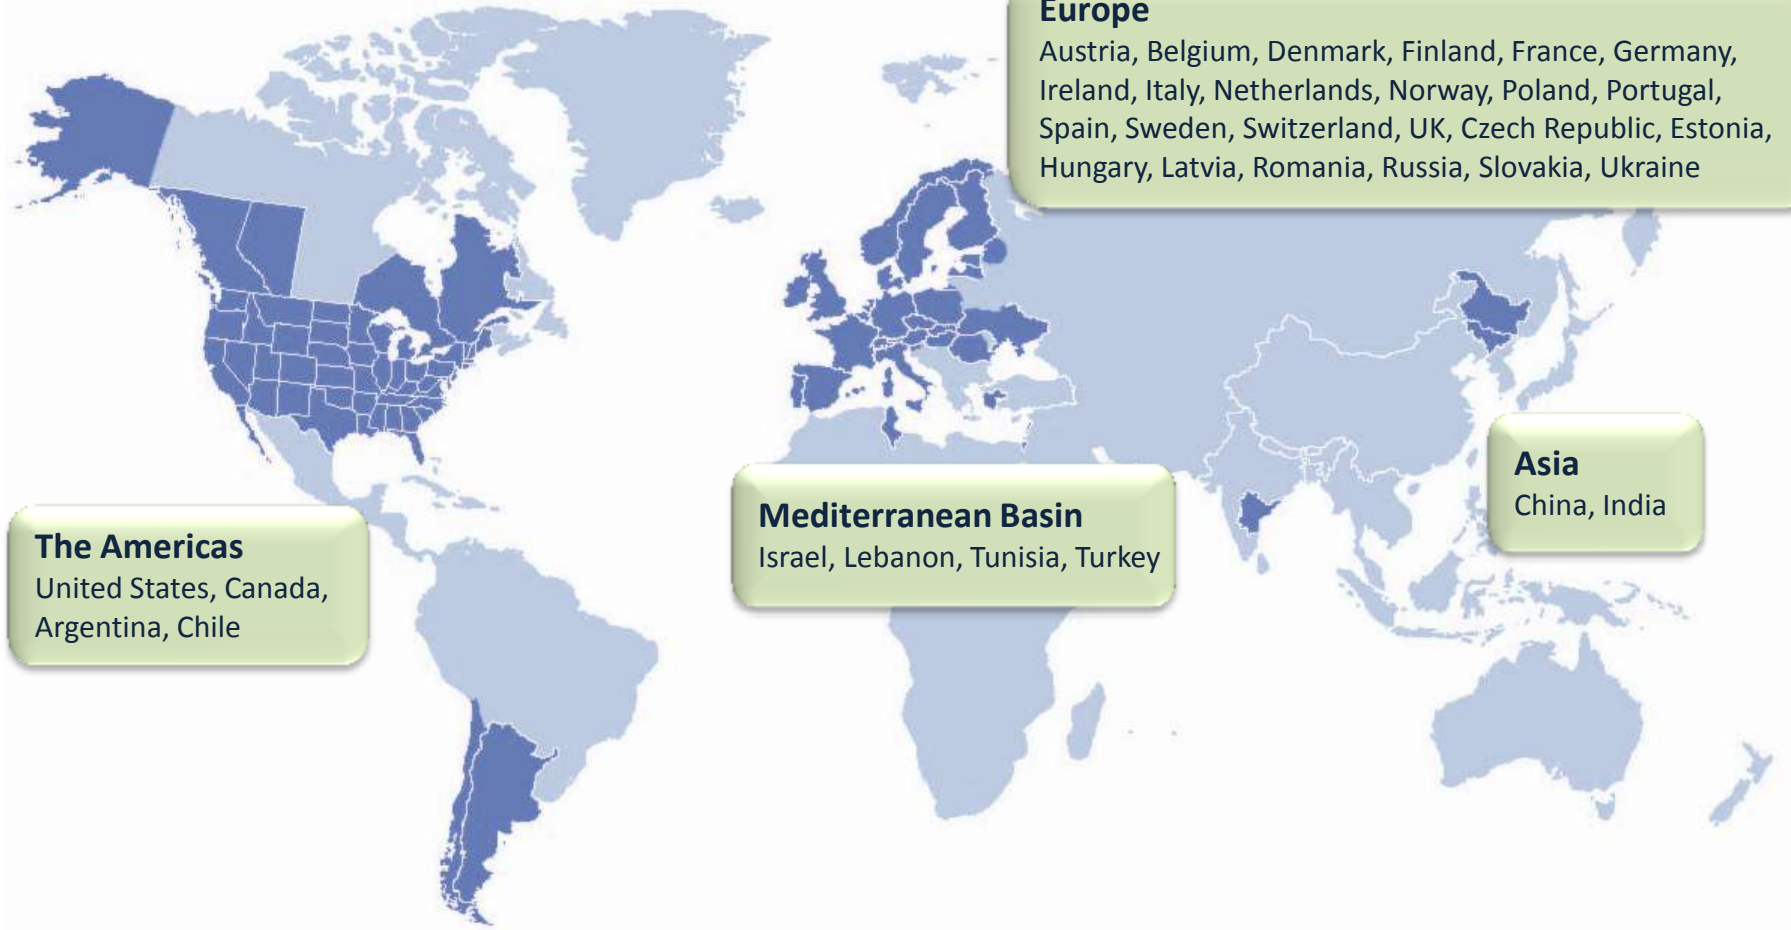 Europe
Austria, Belgium, Denmark, Finland, France, Germany,
Ireland, Italy, Netherlands, Norway, Poland, Portugal,
Spain, Sweden, Switzerland, UK, Czech Republic, Estonia,
Hungary, Latvia, Romania, Russia, Slovakia, Ukraine
Asia
China, India
Mediterranean Basin
Israel, Lebanon, Tunisia, Turkey
The Americas
United States, Canada,
Argentina, Chile